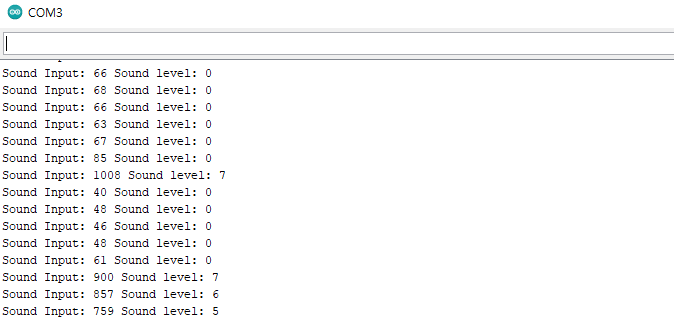 COM3
Sound Input: 66 Sound level: 0
Sound Input: 68 Sound level: 0
Sound Input: 66 Sound level: 0
Sound Input: 63 Sound level: 0
Sound Input: 67 Sound level: 0
Sound Input: 85 Sound level: 0
Sound Input: 1008 Sound level: 7
Sound Input: 40 Sound level: 0
Sound Input: 48 Sound level: 0
Sound Input: 46 Sound level: 0
Sound Input: 48 Sound level: 0
Sound Input: 61 Sound level: 0
Sound Input: 900 Sound level: 7
Sound Input: 857 Sound level: 6
Sound Input: 759 Sound level: 5